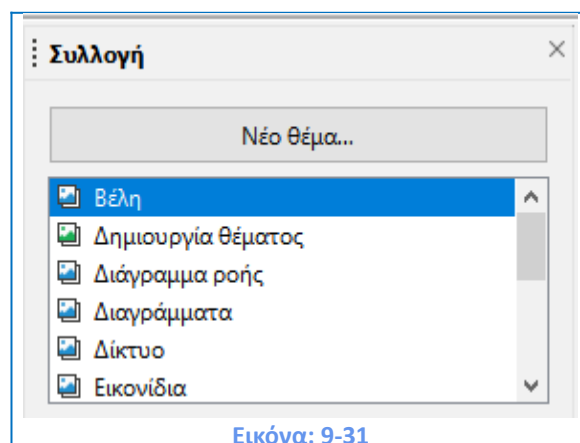 Συλλογή
Νέο θέμα...
Βέλη
Δημιουργία θέματος
Διάγραμμα ροής
Διαγράμματα
Δίκτυο
Εικονίδια
Εικόνα: 9-31